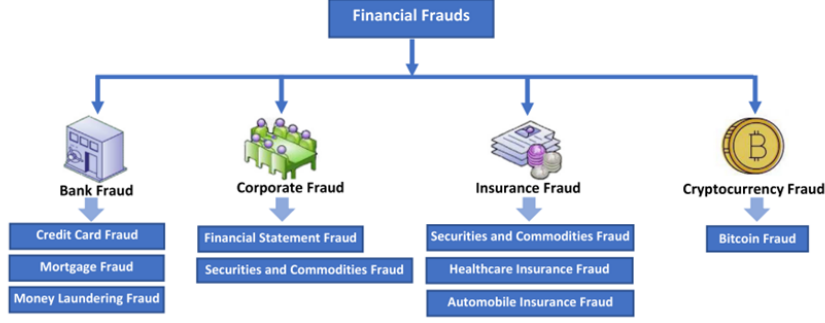 Financial Frauds
Bank Fraud
Credit Card Fraud
Mortgage Fraud
Money Laundering Fraud
Corporate Fraud
Financial Statement Fraud
Securities and Commodities Fraud
Insurance Fraud
Securities and Commodities Fraud
Healthcare Insurance Fraud
Automobile Insurance Fraud
Cryptocurrency Fraud
Bitcoin Fraud